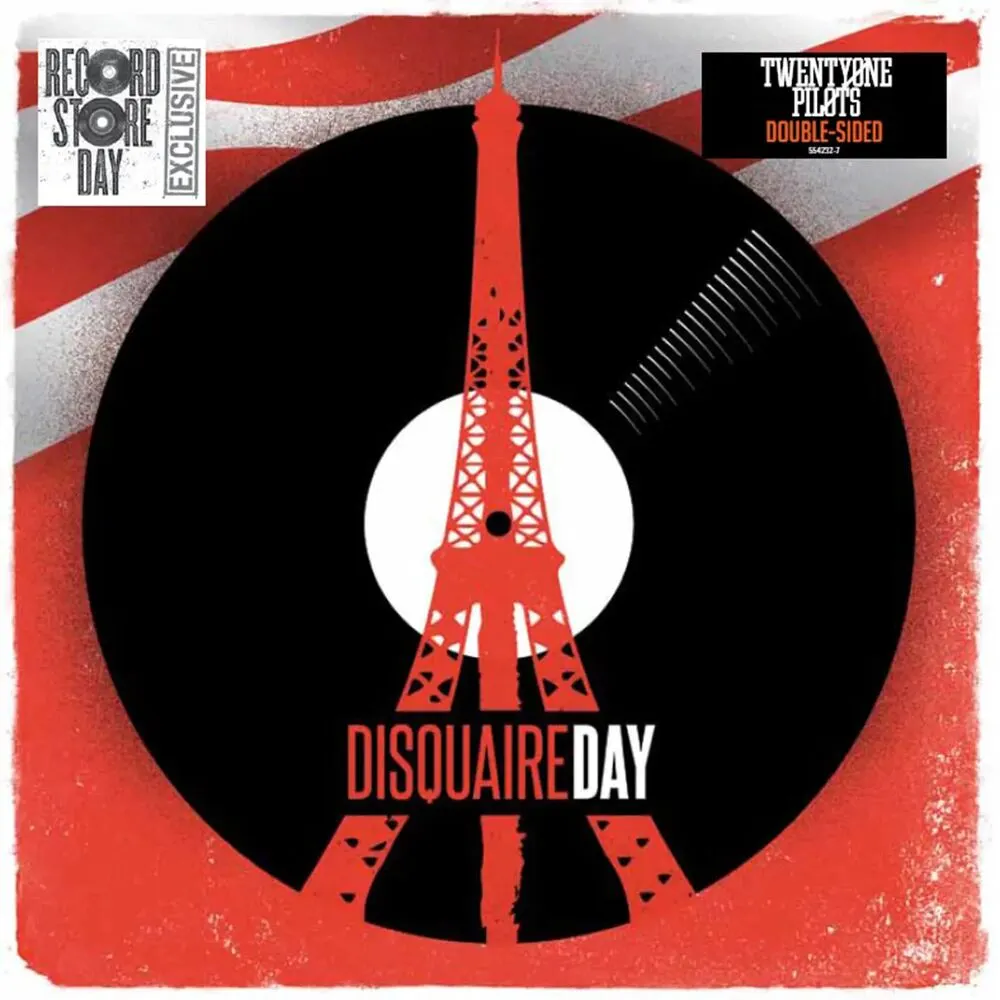 RECORD
STORE
DAY
EXCLUSIVE
TWENTYØNE
PILØTS
DOUBLE-SIDED
554232-7
DISQUAIREDAY